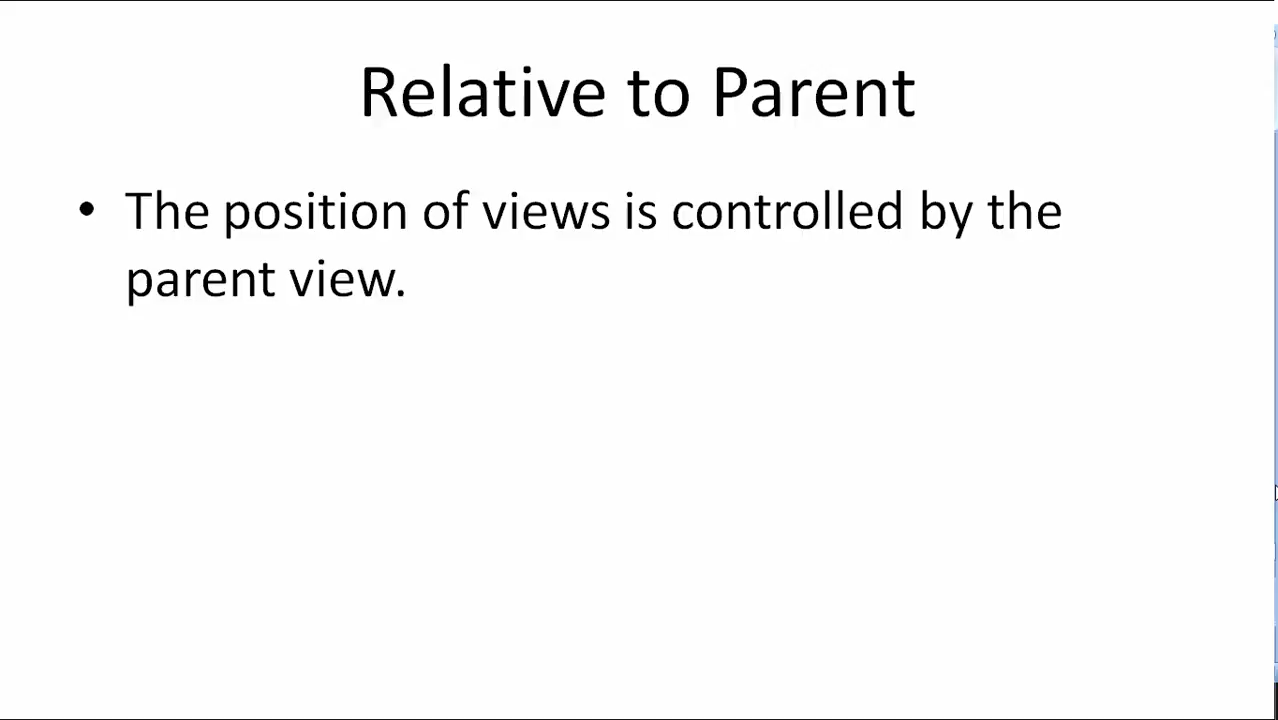 Relative to Parent
• The position of views is controlled by the
parent view.